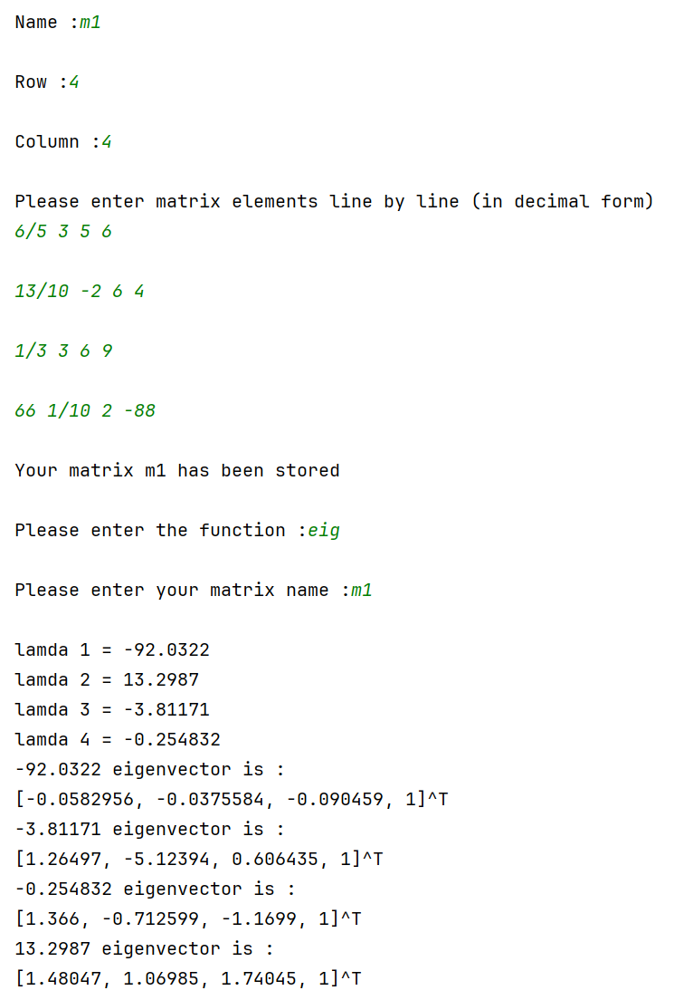 Name :m1
Row :4
Column :4
Please enter matrix elements line by line (in decimal form)
6/5 3 5 6
13/10 -2 6 4
1/3 3 6 9
66 1/10 2 -88
Your matrix m1 has been stored
Please enter the function :eig
Please enter your matrix name :m1
lamda 1 = -92.0322
lamda 2 = 13.2987
lamda 3 = -3.81171
lamda 4 = -0.254832
-92.0322 eigenvector is :
[-0.0582956, -0.0375584, -0.090459, 1]^T
-3.81171 eigenvector is :
[1.26497, -5.12394, 0.606435, 1]^T
-0.254832 eigenvector is :
[1.366, -0.712599, -1.1699, 1]^T
13.2987 eigenvector is :
[1.48047, 1.06985, 1.74045, 1]^T